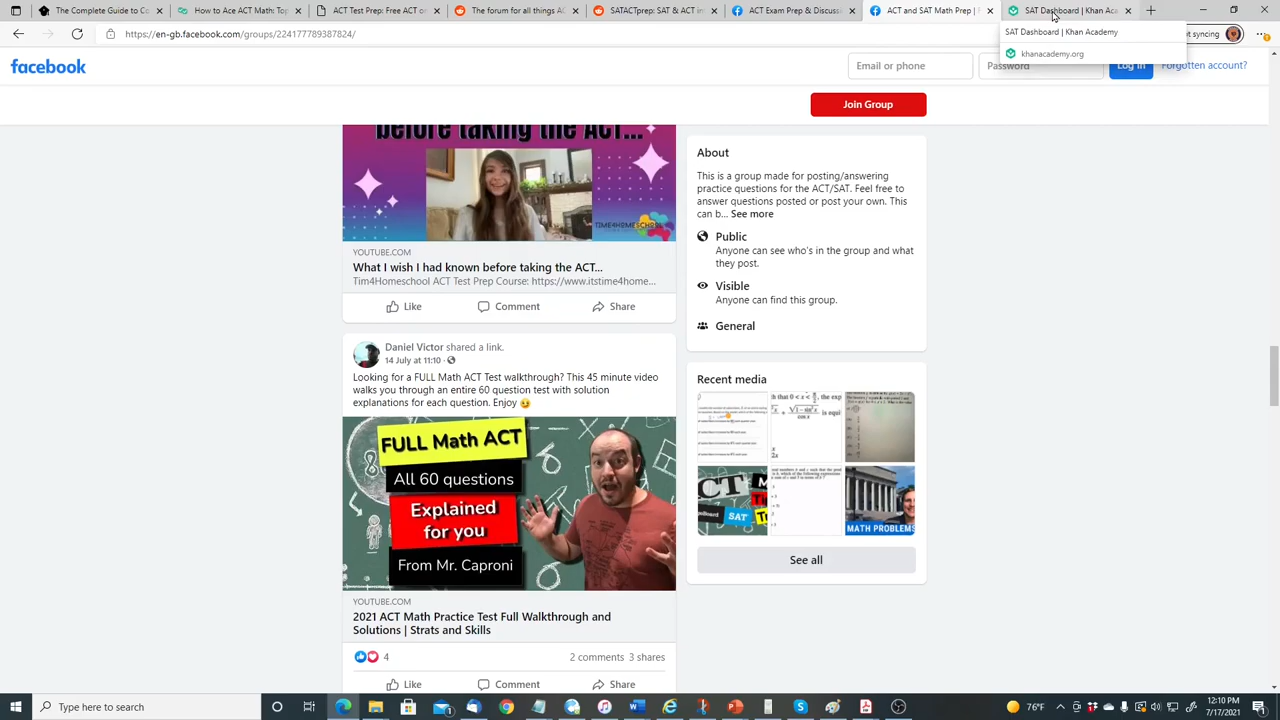 The Complete Guide to C
How to Ace ACT Math: Top
Free ACT Math Prep Course
The forum for all things AC
r/SATACTprep
ACT Exam Prep & Discuss
ACT and SAT Math Prep |
SAT Dashboard | Khan Ace
https://en-gb.facebook.com/groups/224177789387824/
SAT Dashboard | Khan Academy
khanacademy.org
facebook
Email or phone
Password
Log In
Forgotten account?
Join Group
before taking the ACT...
TIME4HOMESCHOOL
YOUTUBE.COM
What I wish I had known before taking the ACT...
Tim4Homeschool ACT Test Prep Course: https://www.itstime4home...
Like
Comment
Share
Daniel Victor shared a link.
14 July at 11:10 ·
Looking for a FULL Math ACT Test walkthrough? This 45 minute video
walks you through an entire 60 question test with solution
explanations for each question. Enjoy
FULL Math ACT
All 60 questions
Explained
for you
From Mr. Caproni
YOUTUBE.COM
2021 ACT Math Practice Test Full Walkthrough and
Solutions | Strats and Skills
4
2 comments 3 shares
Like
Comment
Share
About
This is a group made for posting/answering
practice questions for the ACT/SAT. Feel free to
answer questions posted or post your own. This
can b... See more
Public
Anyone can see who's in the group and what
they post.
Visible
Anyone can find this group.
General
Recent media
SAT
MATH PROBLEMS
See all
Type here to search
76°F
12:10 PM
7/17/2021